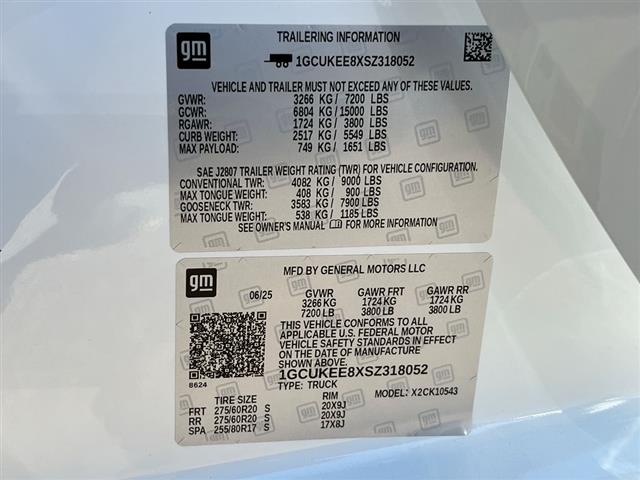 gm
TRAILERING INFORMATION
1GCUKEE8XSZ318052
VEHICLE AND TRAILER MUST NOT EXCEED ANY OF THESE VALUES.
GVWR: 3266 KG / 7200 LBS
GCWR: 6804 KG / 15000 LBS
RGAWR: 1724 KG / 3800 LBS
CURB WEIGHT: 2517 KG / 5549 LBS
MAX PAYLOAD: 749 KG / 1651 LBS
SAE J2807 TRAILER WEIGHT RATING (TWR) FOR VEHICLE CONFIGURATION.
CONVENTIONAL TWR: 4082 KG / 9000 LBS
MAX TONGUE WEIGHT: 408 KG / 900 LBS
GOOSENECK TWR: 3583 KG / 7900 LBS
MAX TONGUE WEIGHT: 538 KG / 1185 LBS
SEE OWNER'S MANUAL FOR MORE INFORMATION
gm
MFD BY GENERAL MOTORS LLC
06/25 GVWR GAWR FRT GAWR RR
3266 KG 1724 KG 1724 KG
7200 LB 3800 LB 3800 LB
THIS VEHICLE CONFORMS TO ALL
APPLICABLE U.S. FEDERAL MOTOR
VEHICLE SAFETY STANDARDS IN EFFECT
ON THE DATE OF MANUFACTURE
SHOWN ABOVE.
1GCUKEE8XSZ318052
8624
TYPE: TRUCK MODEL: X2CK10543
TIRE SIZE RIM
FRT 275/60R20 S 20X9J
RR 275/60R20 S 20X9J
SPA 255/80R17 S 17X8J